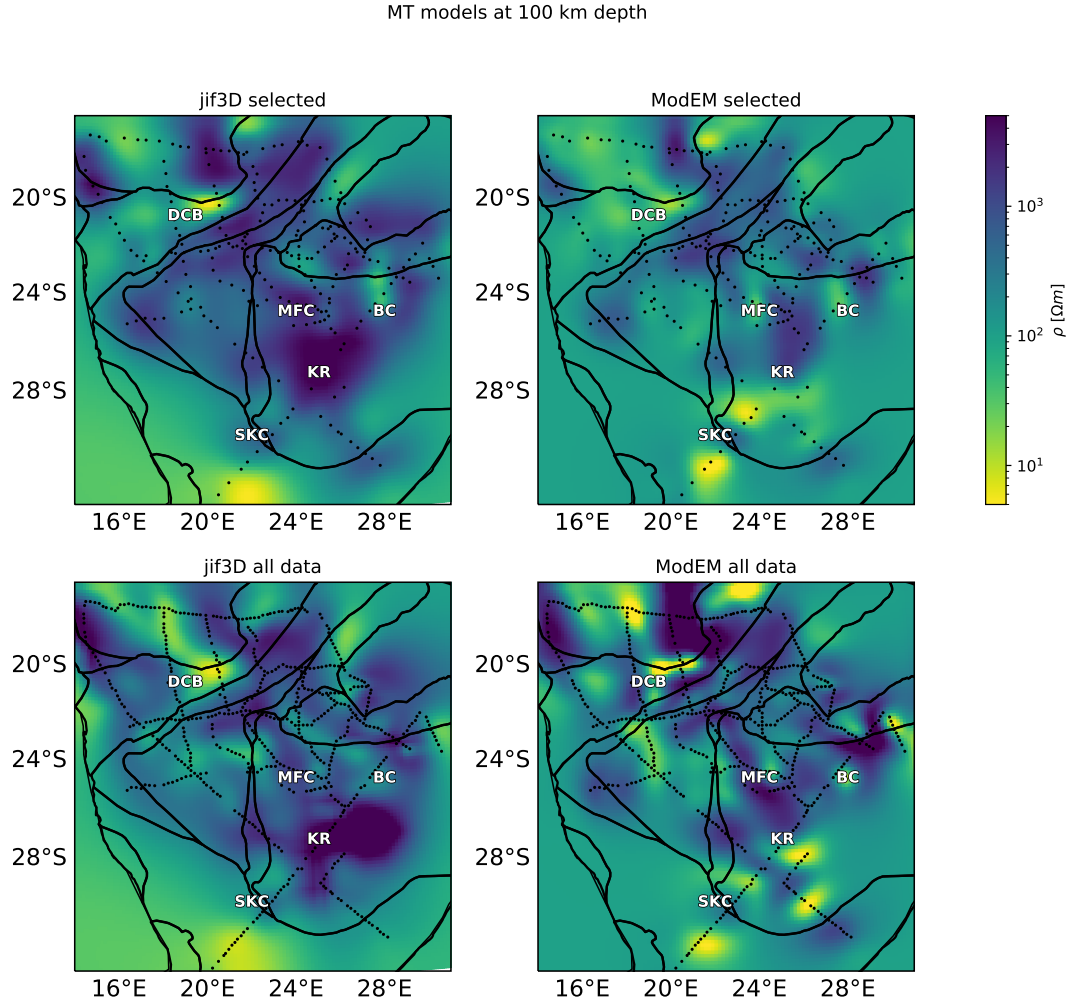 MT models at 100 km depth
jif3D selected
ModEM selected
20°S
24°S
28°S
DCB
MFC
BC
KR
SKC
16°E 20°E 24°E 28°E
20°S
24°S
28°S
DCB
MFC
BC
KR
SKC
16°E 20°E 24°E 28°E
10³
10²
10¹
ρ [Ωm]
jif3D all data
ModEM all data
20°S
24°S
28°S
DCB
MFC
BC
KR
SKC
16°E 20°E 24°E 28°E
20°S
24°S
28°S
DCB
MFC
BC
KR
SKC
16°E 20°E 24°E 28°E